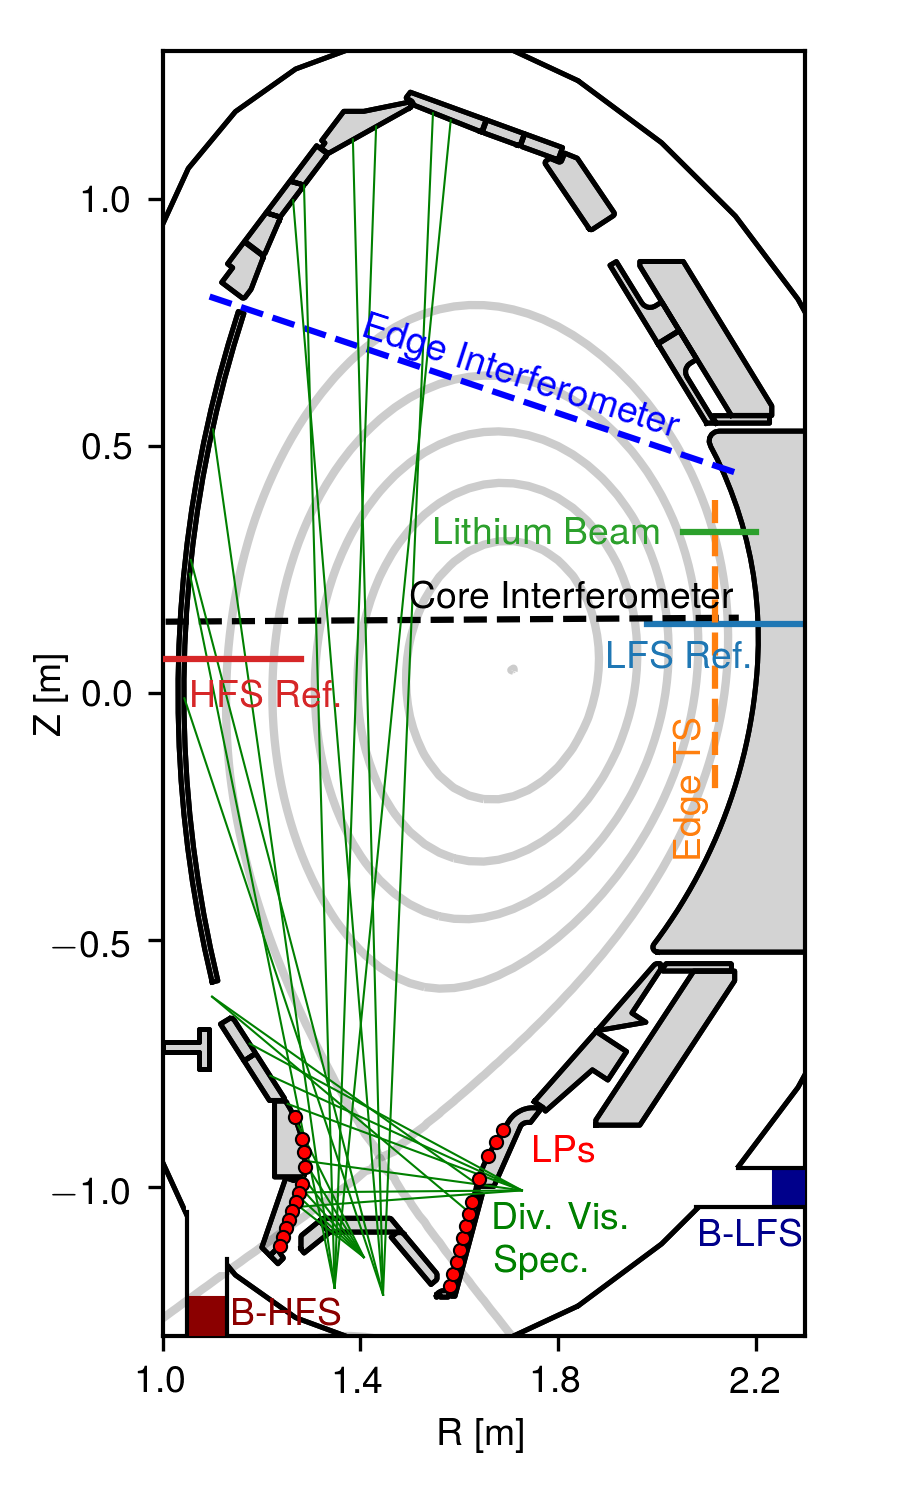 1.0
Edge Interferometer
0.5
Lithium Beam
Core Interferometer
LFS Ref.
HFS Ref.
0.0
Z [m]
Edge TS
−0.5
LPs
−1.0
Div. Vis.
Spec.
B-LFS
B-HFS
1.0 1.4 1.8 2.2
R [m]